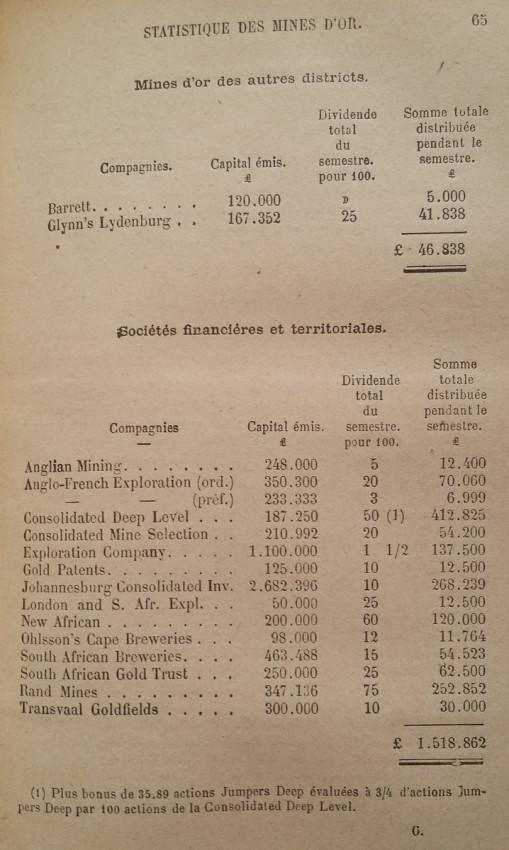 STATISTIQUE DES MINES D'OR. 65
Mines d'or des autres districts.
Compagnies. Capital émis. £ Dividende total du semestre. pour 100. Somme totale distribuée pendant le semestre. £
Barrett. . . . . . . . 120.000 » 5.000
Glynn's Lydenburg . . 167.352 25 41.838
£ 46.838
Sociétés financiéres et territoriales.
Compagnies — Capital émis. £ Dividende total du semestre. pour 100. Somme totale distribuée pendant le semestre. £
Anglian Mining. . . . . . . . 248.000 5 12.400
Anglo-French Exploration (ord.) 350.300 20 70.060
— — (préf.) 233.333 3 6.999
Consolidated Deep Level . . . 187.250 50 (1) 412.825
Consolidated Mine Selection . . 210.992 20 54.200
Exploration Company. . . . . 1.100.000 1 1/2 137.500
Gold Patents. . . . . . . . . 125.000 10 12.500
Johannesburg Consolidated Inv. 2.682.396 10 268.239
London and S. Afr. Expl. . . 50.000 25 12.500
New African . . . . . . . . . 200.000 60 120.000
Ohlsson's Cape Breweries . . . 98.000 12 11.764
South African Breweries. . . . 463.488 15 54.523
South African Gold Trust . . . 250.000 25 62.500
Rand Mines . . . . . . . . . 347.136 75 252.852
Transvaal Goldfields . . . . . 300.000 10 30.000
£ 1.518.862
(1) Plus bonus de 35.89 actions Jumpers Deep évaluées à 3/4 d'actions Jum-
pers Deep par 100 actions de la Consolidated Deep Level.
G.